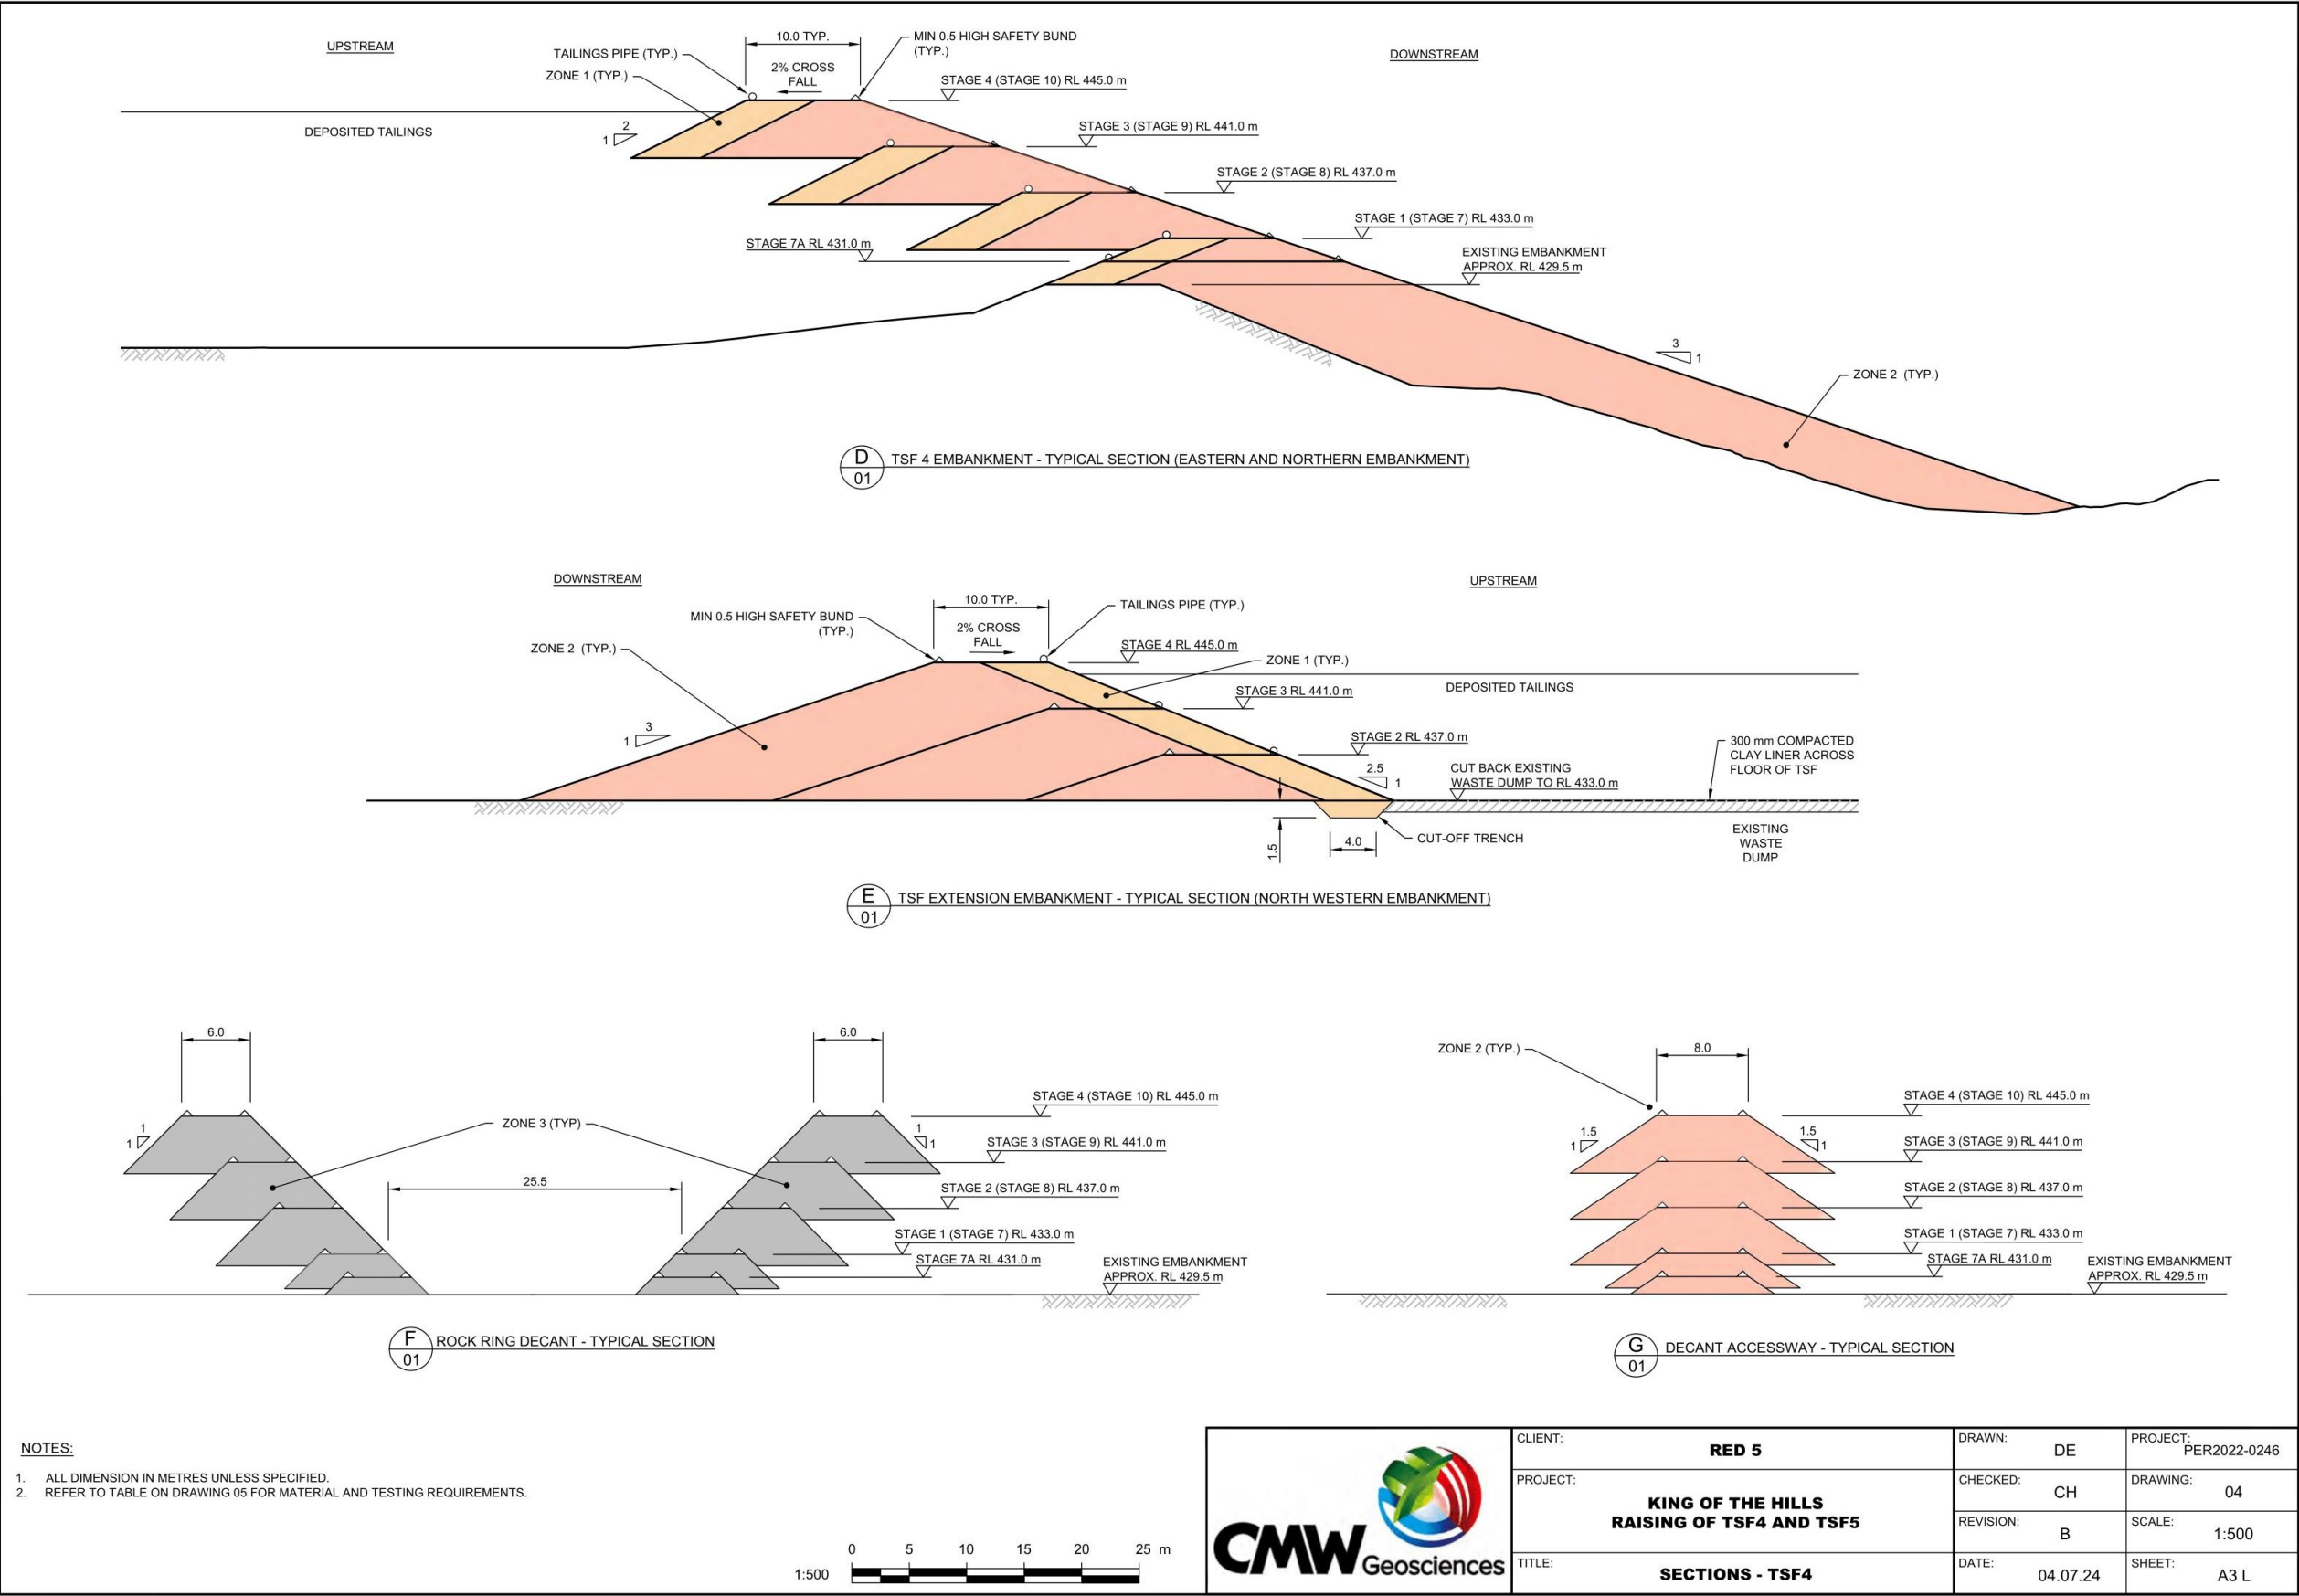 UPSTREAM
TAILINGS PIPE (TYP.)
ZONE 1 (TYP.)
10.0 TYP.
2% CROSS
FALL
MIN 0.5 HIGH SAFETY BUND
(TYP.)
DOWNSTREAM
STAGE 4 (STAGE 10) RL 445.0 m
DEPOSITED TAILINGS
2
1
STAGE 3 (STAGE 9) RL 441.0 m
STAGE 2 (STAGE 8) RL 437.0 m
STAGE 1 (STAGE 7) RL 433.0 m
STAGE 7A RL 431.0 m
EXISTING EMBANKMENT
APPROX. RL 429.5 m
3
1
ZONE 2 (TYP.)
D
01
TSF 4 EMBANKMENT - TYPICAL SECTION (EASTERN AND NORTHERN EMBANKMENT)
DOWNSTREAM
UPSTREAM
MIN 0.5 HIGH SAFETY BUND
(TYP.)
10.0 TYP.
2% CROSS
FALL
TAILINGS PIPE (TYP.)
ZONE 2 (TYP.)
STAGE 4 RL 445.0 m
ZONE 1 (TYP.)
DEPOSITED TAILINGS
STAGE 3 RL 441.0 m
3
1
STAGE 2 RL 437.0 m
2.5
1
CUT BACK EXISTING
WASTE DUMP TO RL 433.0 m
300 mm COMPACTED
CLAY LINER ACROSS
FLOOR OF TSF
1.5
4.0
CUT-OFF TRENCH
EXISTING
WASTE
DUMP
E
01
TSF EXTENSION EMBANKMENT - TYPICAL SECTION (NORTH WESTERN EMBANKMENT)
6.0
6.0
1
1
ZONE 3 (TYP)
1
1
25.5
STAGE 4 (STAGE 10) RL 445.0 m
STAGE 3 (STAGE 9) RL 441.0 m
STAGE 2 (STAGE 8) RL 437.0 m
STAGE 1 (STAGE 7) RL 433.0 m
STAGE 7A RL 431.0 m
EXISTING EMBANKMENT
APPROX. RL 429.5 m
F
01
ROCK RING DECANT - TYPICAL SECTION
ZONE 2 (TYP.)
8.0
1.5
1
1.5
1
STAGE 4 (STAGE 10) RL 445.0 m
STAGE 3 (STAGE 9) RL 441.0 m
STAGE 2 (STAGE 8) RL 437.0 m
STAGE 1 (STAGE 7) RL 433.0 m
STAGE 7A RL 431.0 m
EXISTING EMBANKMENT
APPROX. RL 429.5 m
G
01
DECANT ACCESSWAY - TYPICAL SECTION
NOTES:
1. ALL DIMENSION IN METRES UNLESS SPECIFIED.
2. REFER TO TABLE ON DRAWING 05 FOR MATERIAL AND TESTING REQUIREMENTS.
1:500
0 5 10 15 20 25 m
CMW Geosciences
CLIENT:
RED 5
PROJECT:
KING OF THE HILLS
RAISING OF TSF4 AND TSF5
TITLE:
SECTIONS - TSF4
DRAWN:
DE
PROJECT:
PER2022-0246
CHECKED:
CH
DRAWING:
04
REVISION:
B
SCALE:
1:500
DATE:
04.07.24
SHEET:
A3 L